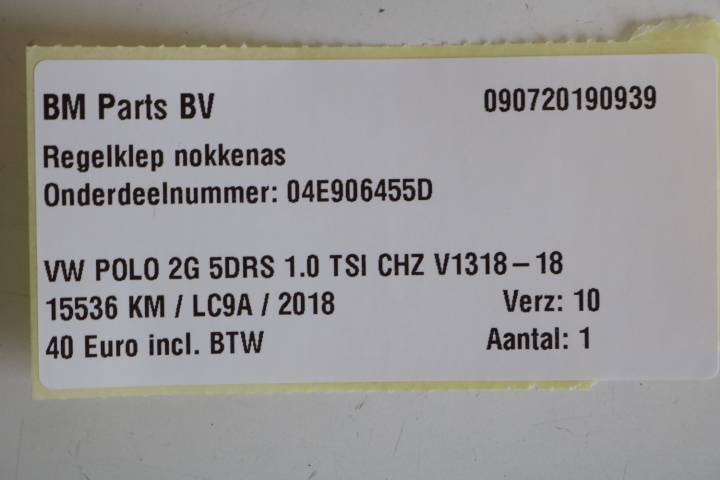 BM Parts BV 090720190939
Regelklep nokkenas
Onderdeelnummer: 04E906455D
VW POLO 2G 5DRS 1.0 TSI CHZ V1318-18
15536 KM / LC9A / 2018 Verz: 10
40 Euro incl. BTW Aantal: 1